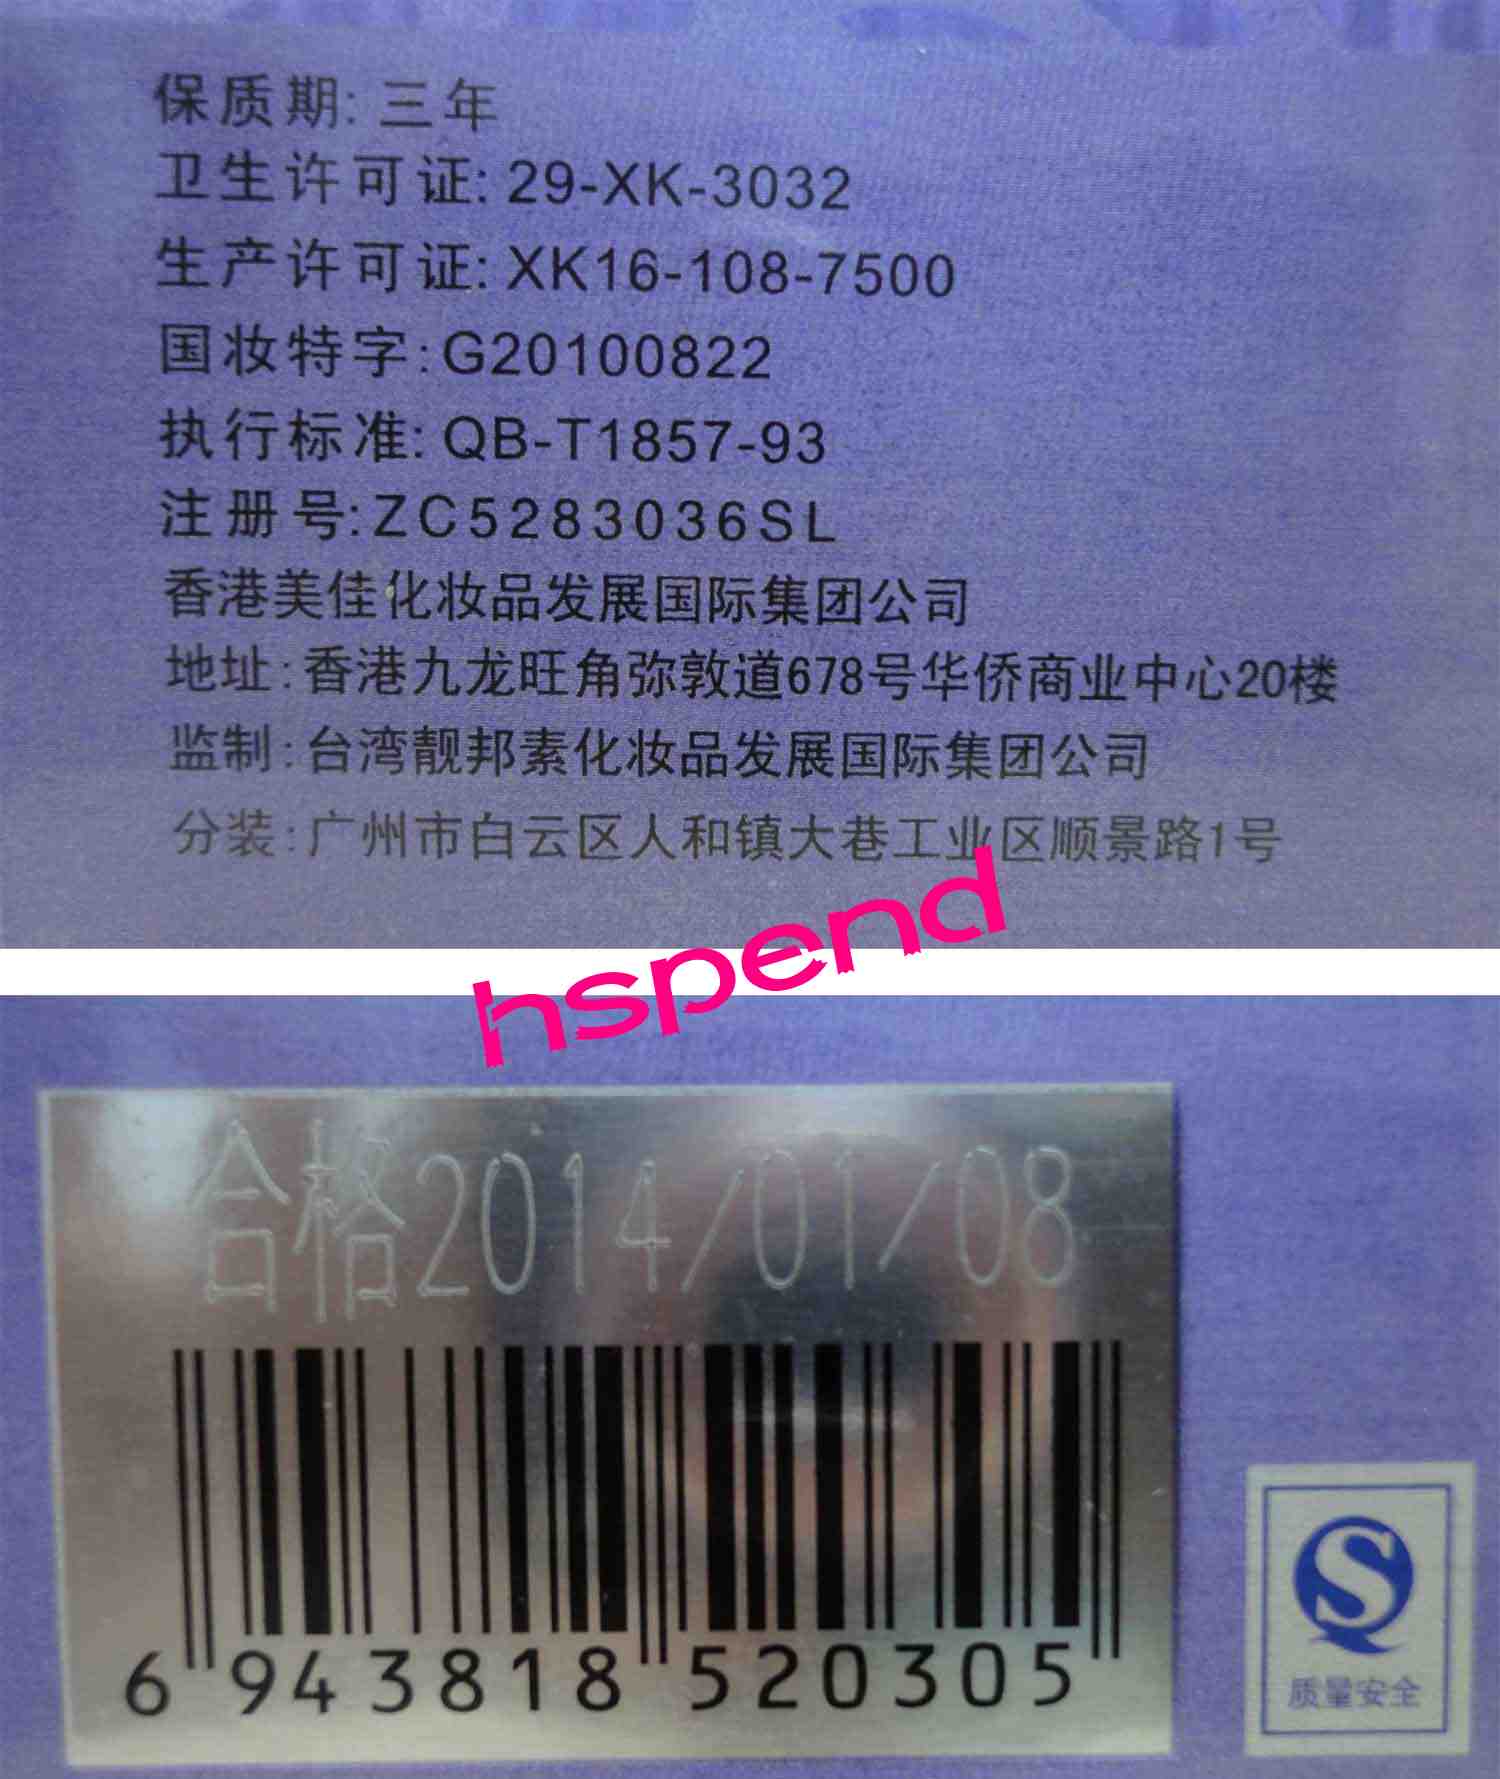 保质期: 三年
卫生许可证: 29-XK-3032
生产许可证: XK16-108-7500
国妆特字: G20100822
执行标准: QB-T1857-93
注册号: ZC5283036SL
香港美佳化妆品发展国际集团公司
地址: 香港九龙旺角弥敦道678号华侨商业中心20楼
监制: 台湾靓邦素化妆品发展国际集团公司
分装: 广州市白云区人和镇大巷工业区顺景路1号
hspend
合格2014/01/08
6 943818 520305
S
质量安全